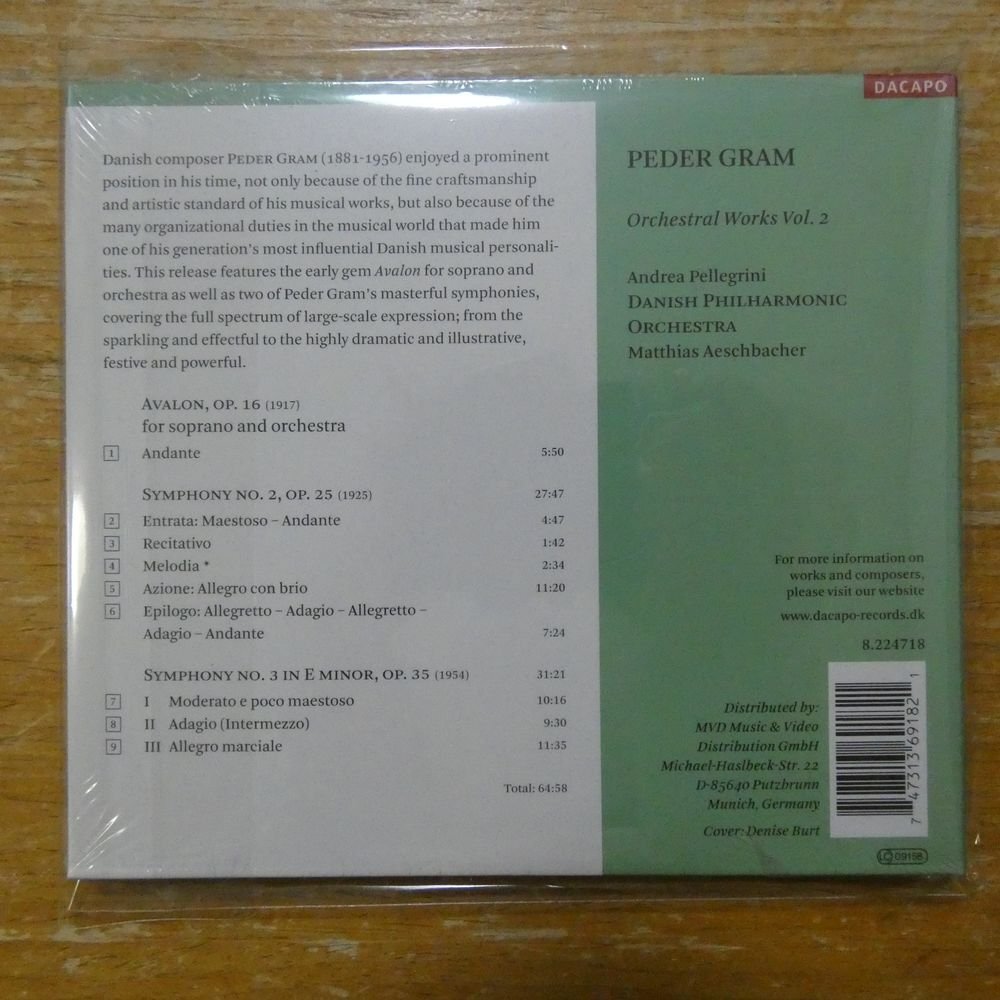 DACAPO
Danish composer PEDER GRAM (1881-1956) enjoyed a prominent
position in his time, not only because of the fine craftsmanship
and artistic standard of his musical works, but also because of the
many organizational duties in the musical world that made him
one of his generation's most influential Danish musical personali-
ties. This release features the early gem Avalon for soprano and
orchestra as well as two of Peder Gram's masterful symphonies,
covering the full spectrum of large-scale expression; from the
sparkling and effectful to the highly dramatic and illustrative,
festive and powerful.
AVALON, OP. 16 (1917)
for soprano and orchestra
1 Andante 5:50
SYMPHONY NO. 2, OP. 25 (1925) 27:47
2 Entrata: Maestoso – Andante 4:47
3 Recitativo 1:42
4 Melodia * 2:34
5 Azione: Allegro con brio 11:20
6 Epilogo: Allegretto – Adagio – Allegretto –
Adagio – Andante 7:24
SYMPHONY NO. 3 IN E MINOR, OP. 35 (1954) 31:21
7 I Moderato e poco maestoso 10:16
8 II Adagio (Intermezzo) 9:30
9 III Allegro marciale 11:35
Total: 64:58
PEDER GRAM
Orchestral Works Vol. 2
Andrea Pellegrini
DANISH PHILHARMONIC
ORCHESTRA
Matthias Aeschbacher
For more information on
works and composers,
please visit our website
www.dacapo-records.dk
8.224718
Distributed by:
MVD Music & Video
Distribution GmbH
Michael-Haslbeck-Str. 22
D-85640 Putzbrunn
Munich, Germany
Cover: Denise Burt
7 47313 69182 1
LC 09158